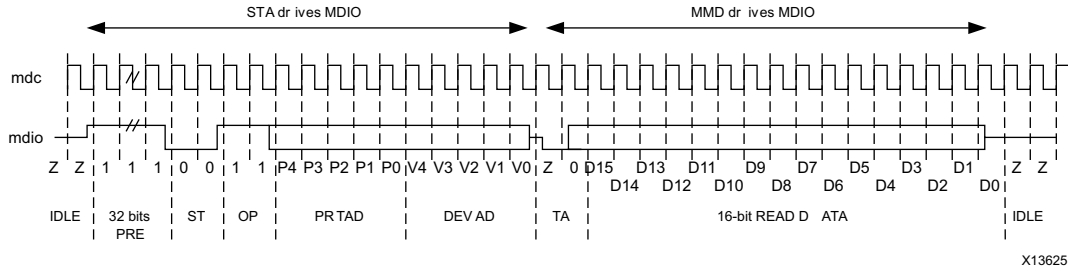 STA dr ives MDIO MMD dr ives MDIO
mdc
mdio
Z Z 1 1 1 0 0 1 1 P4 P3 P2 P1 P0 V4 V3 V2 V1 V0 Z 0 D15 D13 D11 D9 D7 D5 D3 D1 Z Z
D14 D12 D10 D8 D6 D4 D2 D0
IDLE 32 bits ST OP PR TAD DEV AD TA 16-bit READ D ATA IDLE
PRE
X13625